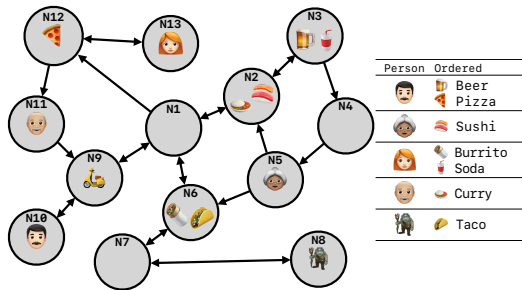 N12
N13
N3
N2
N11
N1
N4
N9
N5
N6
N10
N7
N8
Person Ordered
Beer
Pizza
Sushi
Burrito
Soda
Curry
Taco